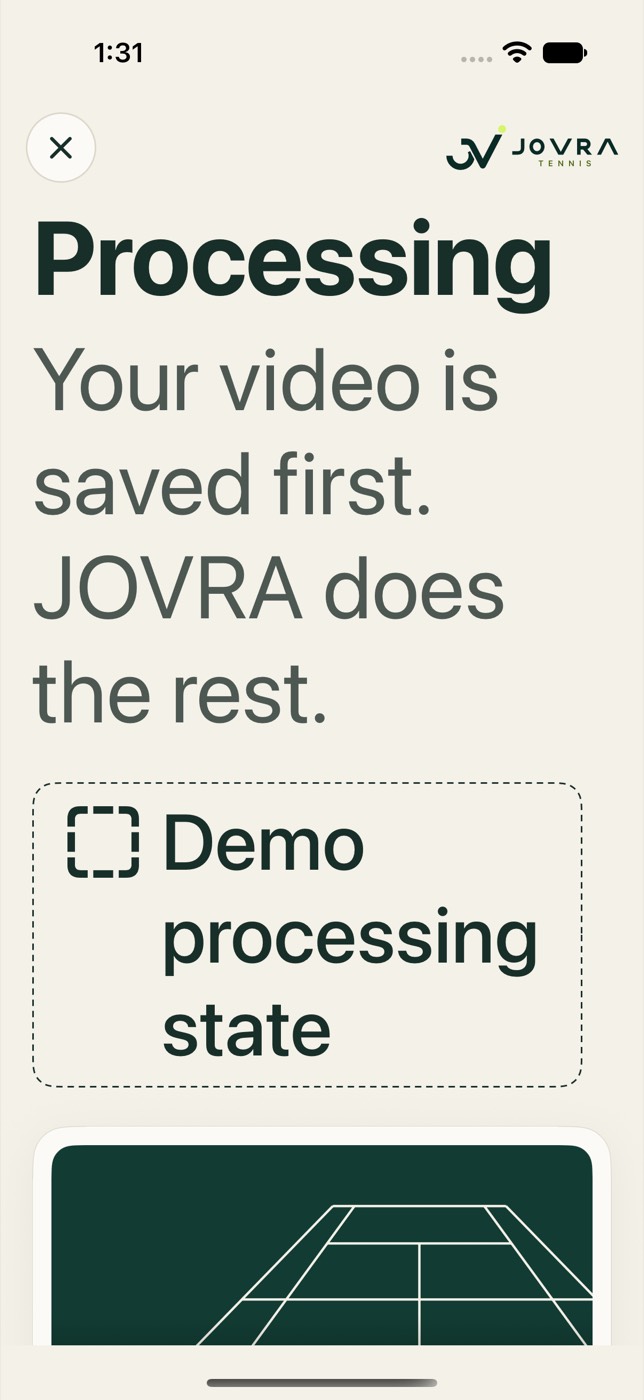 1:31
JOVRA
TENNIS
Processing
Your video is
saved first.
JOVRA does
the rest.
Demo
processing
state